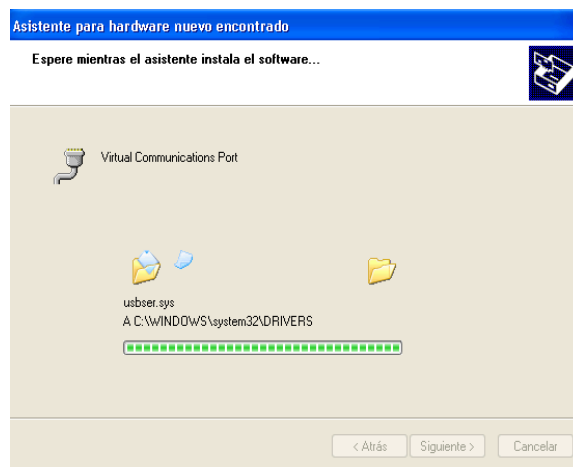 Asistente para hardware nuevo encontrado
Espere mientras el asistente instala el software...
Virtual Communications Port
usbser.sys
A C:\WINDOWS\system32\DRIVERS
< Atrás
Siguiente >
Cancelar